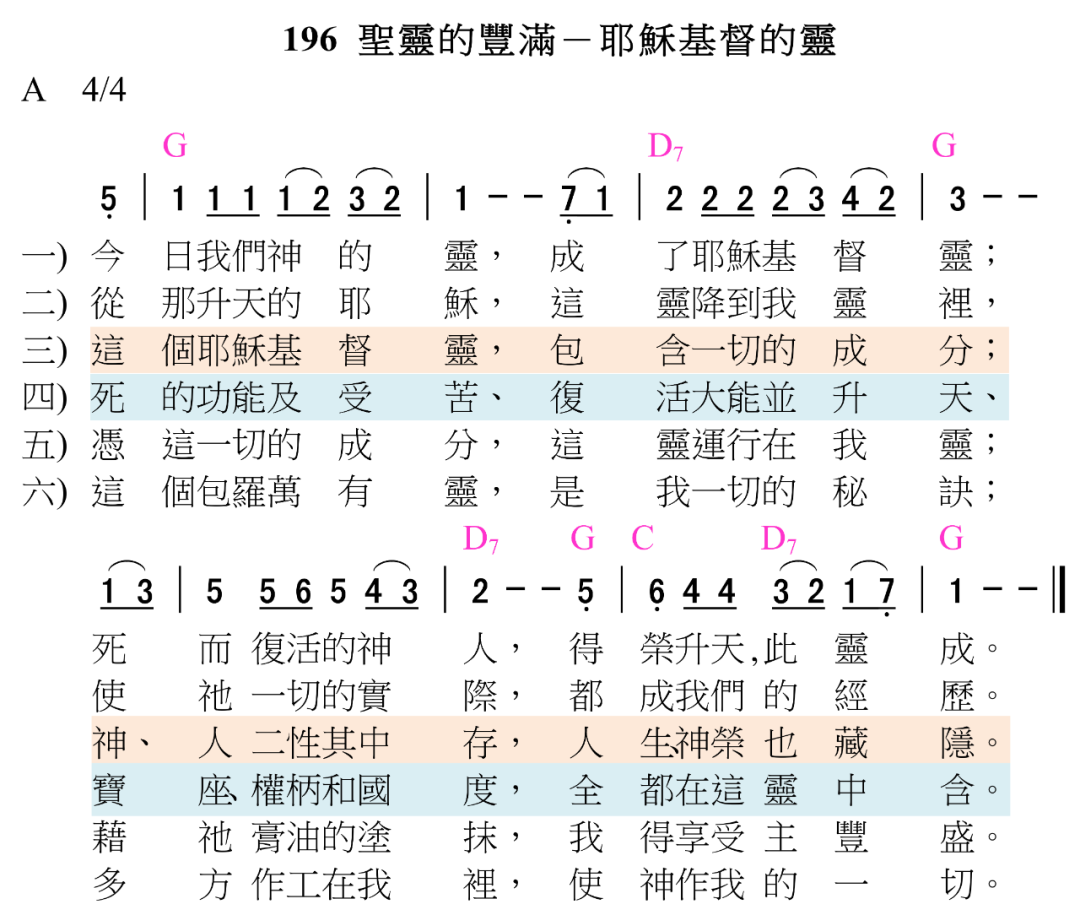 196 聖靈的豐滿－耶穌基督的靈
A 4/4
G D7 G
5̣ | 1 1 1 1 2 3 2 | 1 - - 7̣ 1 | 2 2 2 2 3 4 2 | 3 - -
一) 今 日我們神 的 靈， 成 了耶穌基 督 靈；
二) 從 那升天的 耶 穌， 這 靈降到我 靈 裡，
三) 這 個耶穌基 督 靈， 包 含一切的 成 分；
四) 死 的功能及 受 苦、 復 活大能並 升 天、
五) 憑 這一切的 成 分， 這 靈運行在 我 靈；
六) 這 個包羅萬 有 靈， 是 我一切的 秘 訣；
D7 G C D7 G
1 3 | 5 5 6 5 4 3 | 2 - - 5̣ | 6̣ 4 4 3 2 1 7̣ | 1 - - ‖
死 而 復活的神 人， 得 榮升天,此 靈 成。
使 祂 一切的實 際， 都 成我們 的 經 歷。
神、 人 二性其中 存， 人 生、神榮 也 藏 隱。
寶 座、 權柄和國 度， 全 都在這 靈 中 含。
藉 祂 膏油的塗 抹， 我 得享受 主 豐 盛。
多 方 作工在我 裡， 使 神作我 的 一 切。